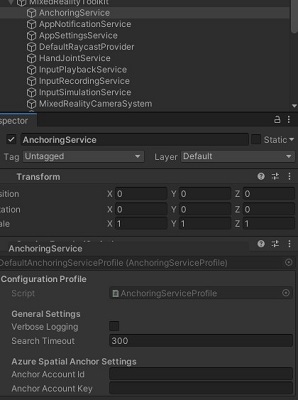 MixedRealityToolkit
AnchoringService
AppNotificationService
AppSettingsService
DefaultRaycastProvider
HandJointService
InputPlaybackService
InputRecordingService
InputSimulationService
MixedRealityCameraSystem
spector
AnchoringService
Static
Tag Untagged Layer Default
Transform
sition X 0 Y 0 Z 0
tation X 0 Y 0 Z 0
ale X 1 Y 1 Z 1
AnchoringService
DefaultAnchoringServiceProfile (AnchoringServiceProfile)
Configuration Profile
Script AnchoringServiceProfile
General Settings
Verbose Logging
Search Timeout 300
Azure Spatial Anchor Settings
Anchor Account Id
Anchor Account Key